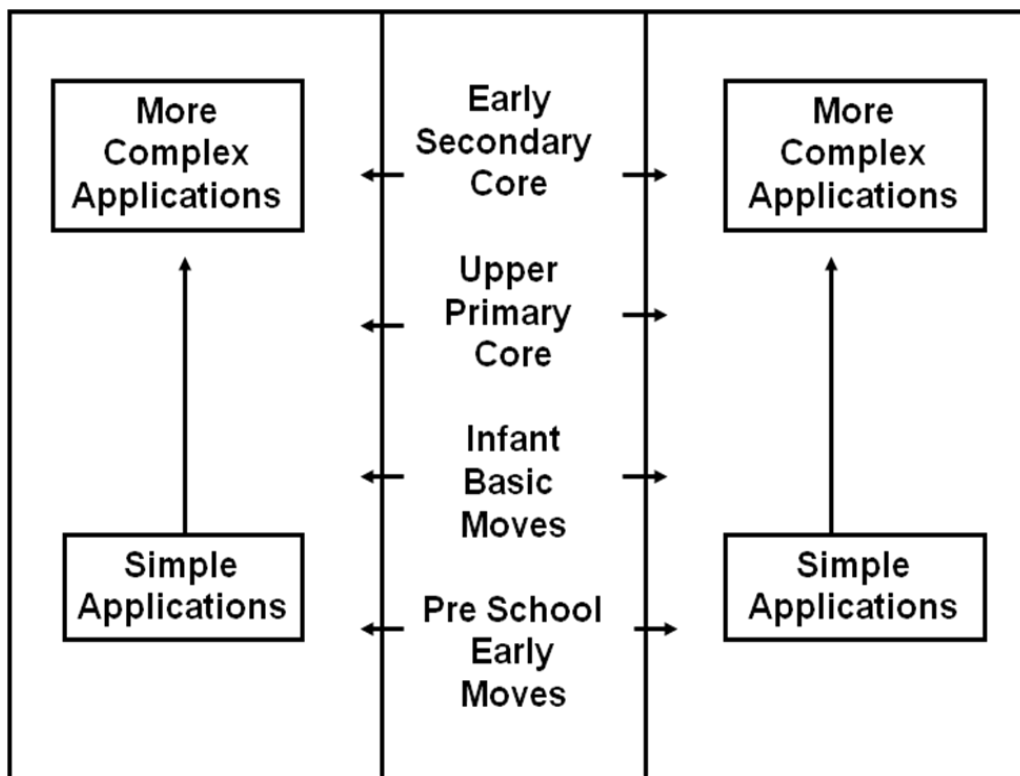 More
Complex
Applications
Early
Secondary
Core
More
Complex
Applications
Upper
Primary
Core
Infant
Basic
Moves
Simple
Applications
Pre School
Early
Moves
Simple
Applications